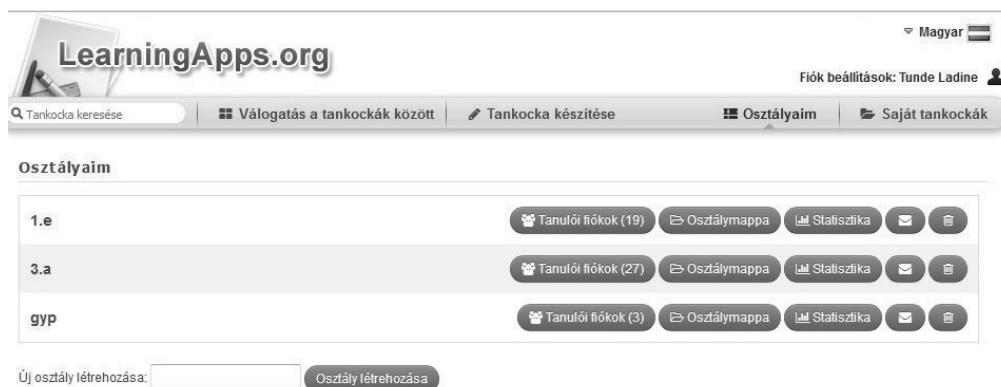 LearningApps.org
Magyar
Fiók beállítások: Tunde Ladine
Tankocka keresése Válogatás a tankockák között Tankocka készítése Osztályaim Saját tankockák
Osztályaim
1.e Tanulói fiókok (19) Osztálymappa Statisztika
3.a Tanulói fiókok (27) Osztálymappa Statisztika
gyp Tanulói fiókok (3) Osztálymappa Statisztika
Új osztály létrehozása: Osztály létrehozása